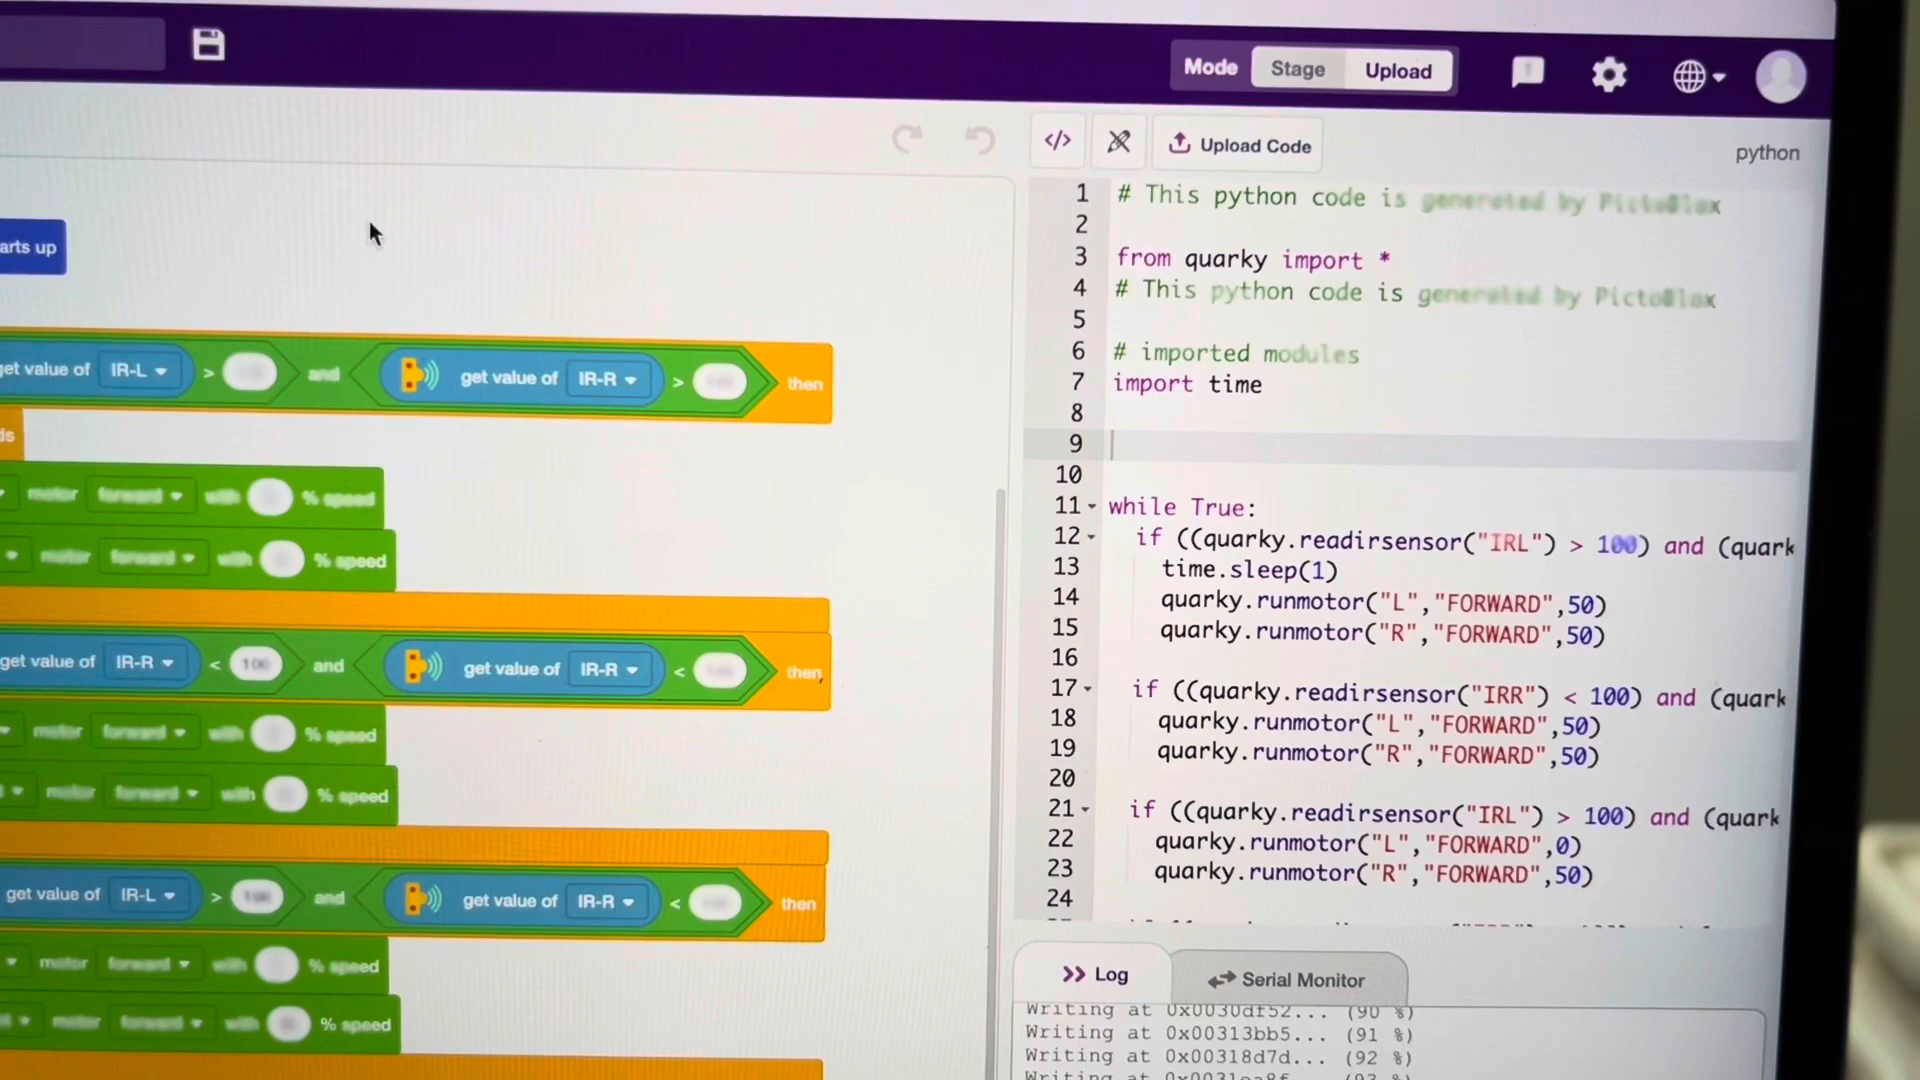 Mode Stage Upload
Upload Code
python
arts up
get value of IR-L > and get value of IR-R > then
ds
motor forward with % speed
motor forward with % speed
get value of IR-R < 100 and get value of IR-R < then
motor forward with % speed
motor forward with % speed
get value of IR-L > 100 and get value of IR-R < then
motor forward with % speed
motor forward with % speed
1 # This python code is generated by PictoBlox
2
3 from quarky import *
4 # This python code is generated by PictoBlox
5
6 # imported modules
7 import time
8
9
10
11 while True:
12 if ((quarky.readirsensor("IRL") > 100) and (quark
13 time.sleep(1)
14 quarky.runmotor("L","FORWARD",50)
15 quarky.runmotor("R","FORWARD",50)
16
17 if ((quarky.readirsensor("IRR") < 100) and (quark
18 quarky.runmotor("L","FORWARD",50)
19 quarky.runmotor("R","FORWARD",50)
20
21 if ((quarky.readirsensor("IRL") > 100) and (quark
22 quarky.runmotor("L","FORWARD",0)
23 quarky.runmotor("R","FORWARD",50)
24
Log Serial Monitor
Writing at 0x0030df52... (90 %)
Writing at 0x00313bb5... (91 %)
Writing at 0x00318d7d... (92 %)
Writing at